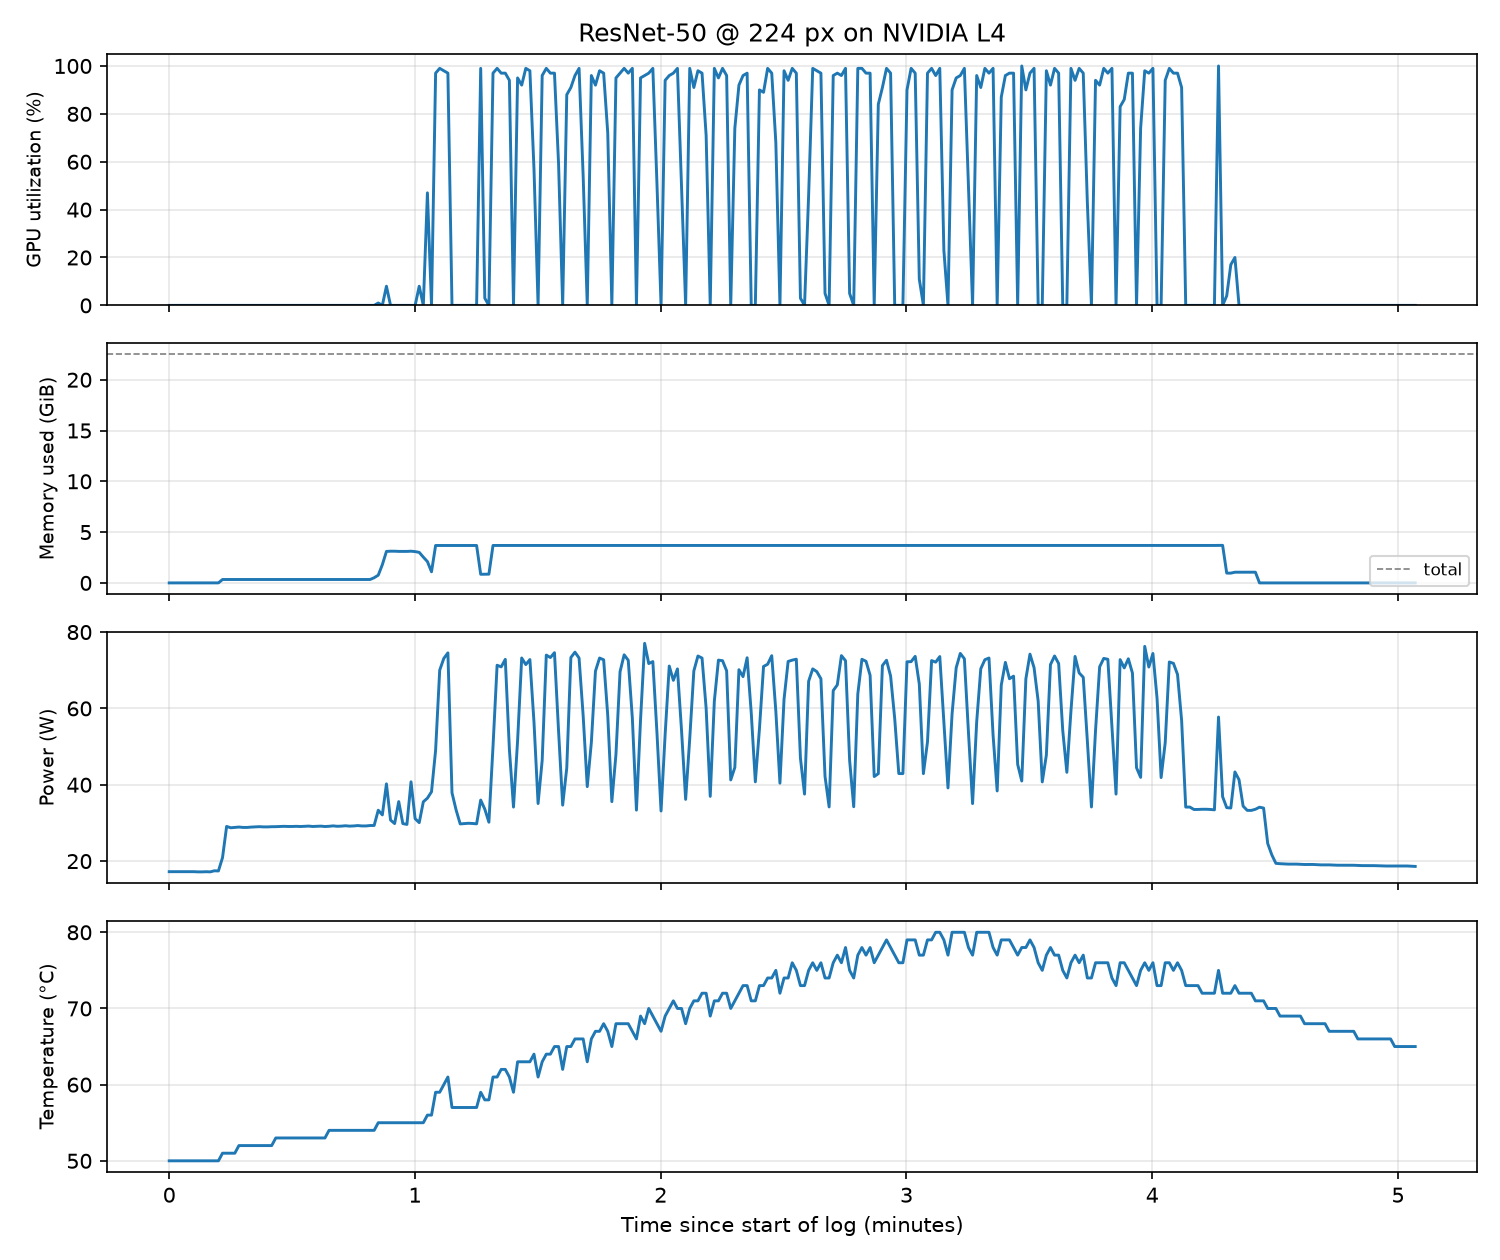 ResNet-50 @ 224 px on NVIDIA L4
GPU utilization (%)
100
80
60
40
20
0
Memory used (GiB)
20
15
10
5
0
total
Power (W)
80
60
40
20
Temperature (°C)
80
70
60
50
0 1 2 3 4 5
Time since start of log (minutes)